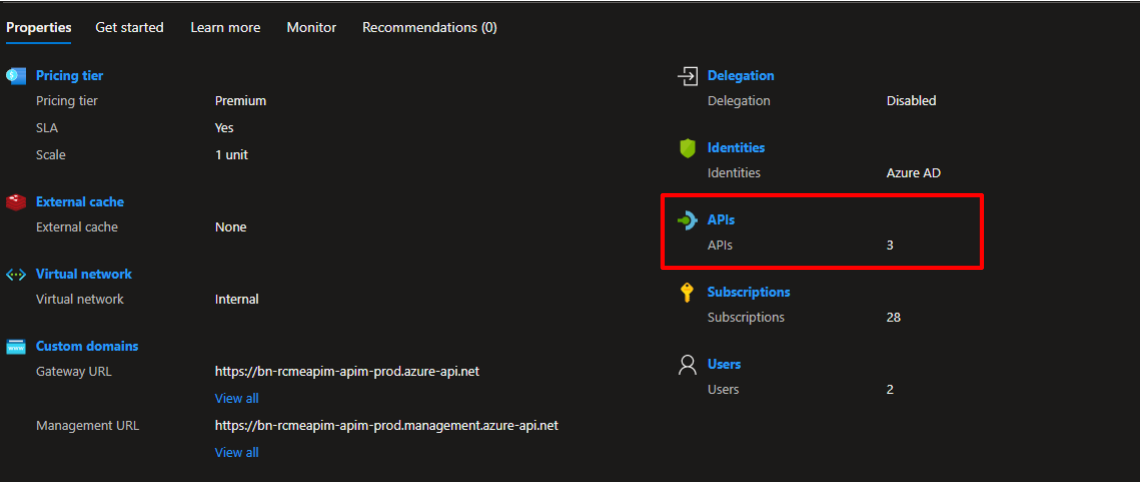 Properties Get started Learn more Monitor Recommendations (0)
Pricing tier
Pricing tier Premium
SLA Yes
Scale 1 unit
External cache
External cache None
Virtual network
Virtual network Internal
Custom domains
Gateway URL https://bn-rcmeapim-apim-prod.azure-api.net
View all
Management URL https://bn-rcmeapim-apim-prod.management.azure-api.net
View all
Delegation
Delegation Disabled
Identities
Identities Azure AD
APIs
APIs 3
Subscriptions
Subscriptions 28
Users
Users 2